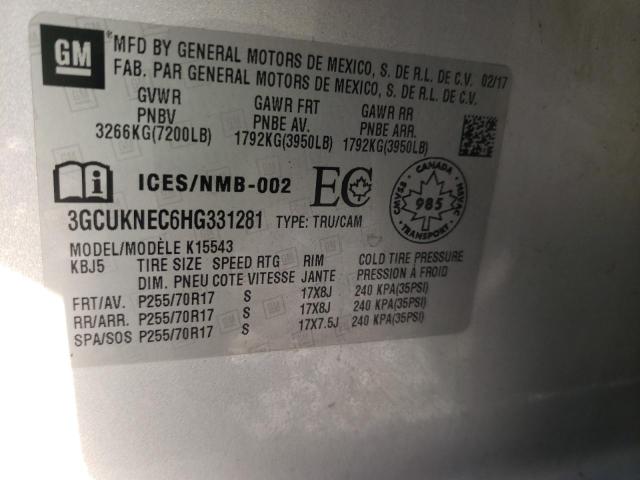 GM
MFD BY GENERAL MOTORS DE MEXICO, S. DE R.L. DE C.V. 02/17
FAB. PAR GENERAL MOTORS DE MEXICO, S. DE R.L. DE C.V.
GVWR GAWR FRT GAWR RR
PNBV PNBE AV. PNBE ARR.
3266KG(7200LB) 1792KG(3950LB) 1792KG(3950LB)
ICES/NMB-002 EC
CANADA
CMVSS 985 NSVAC
TRANSPORT
3GCUKNEC6HG331281 TYPE: TRU/CAM
MODEL/MODÈLE K15543
KBJ5 TIRE SIZE SPEED RTG RIM COLD TIRE PRESSURE
DIM. PNEU COTE VITESSE JANTE PRESSION À FROID
FRT/AV. P255/70R17 S 17X8J 240 KPA(35PSI)
RR/ARR. P255/70R17 S 17X8J 240 KPA(35PSI)
SPA/SOS P255/70R17 S 17X7.5J 240 KPA(35PSI)